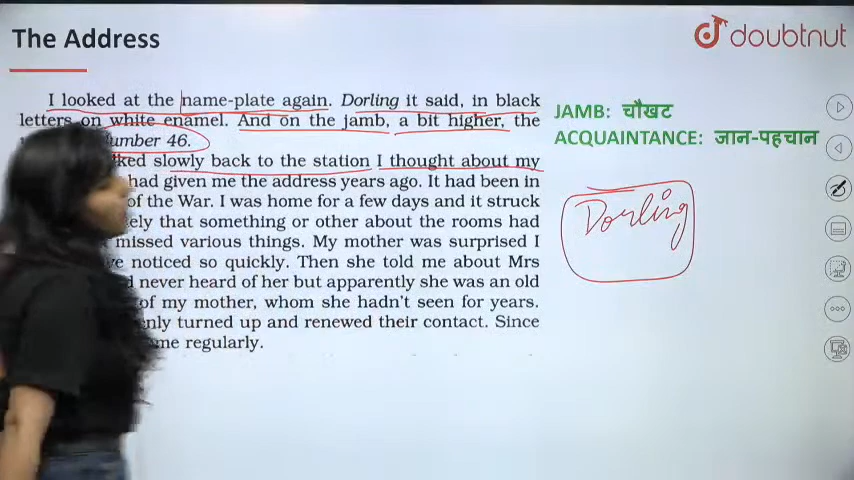 The Address
doubtnut
I looked at the name-plate again. Dorling it said, in black
letters on white enamel. And on the jamb, a bit higher, the
umber 46.
ked slowly back to the station I thought about my
had given me the address years ago. It had been in
of the War. I was home for a few days and it struck
ely that something or other about the rooms had
missed various things. My mother was surprised I
ve noticed so quickly. Then she told me about Mrs
never heard of her but apparently she was an old
of my mother, whom she hadn't seen for years.
enly turned up and renewed their contact. Since
me regularly.
JAMB: चौखट
ACQUAINTANCE: जान-पहचान
Dorling